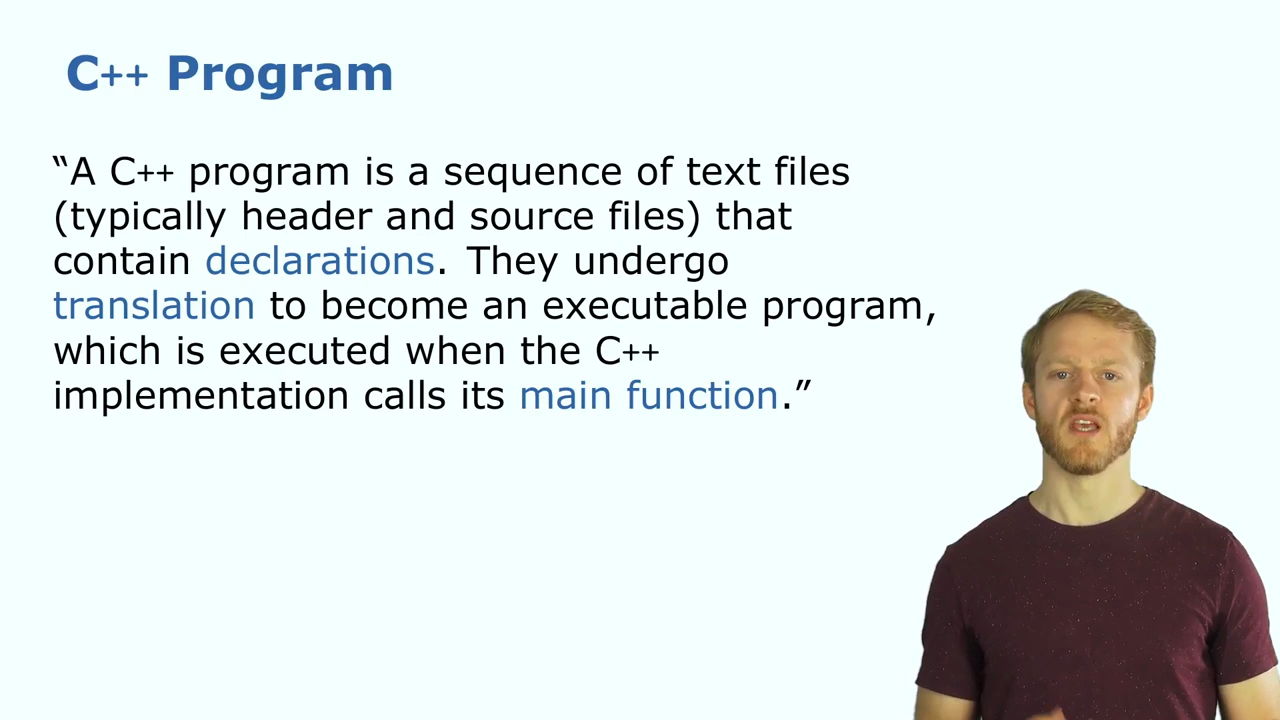 C++ Program
“A C++ program is a sequence of text files
(typically header and source files) that
contain declarations. They undergo
translation to become an executable program,
which is executed when the C++
implementation calls its main function.”